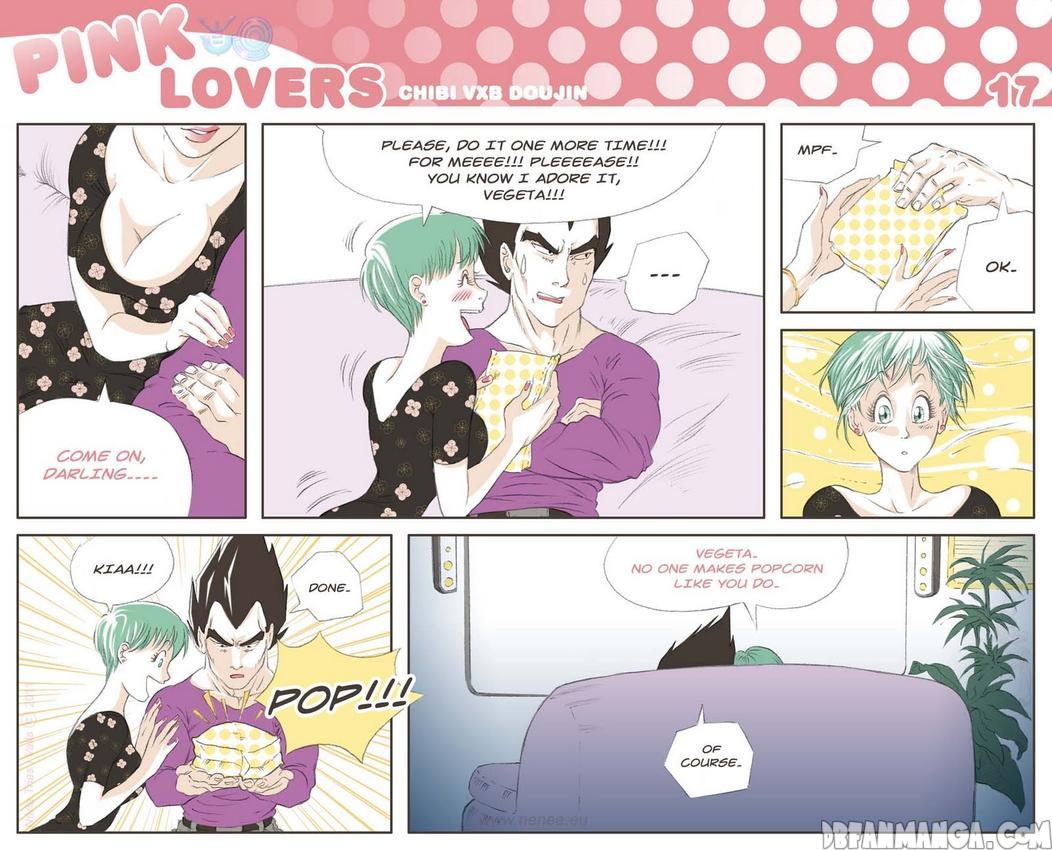 PINK
LOVERS CHIBI VXB DOUJIN
17
COME ON,
DARLING....
PLEASE, DO IT ONE MORE TIME!!!
FOR MEEEE!!! PLEEEEASE!!
YOU KNOW I ADORE IT,
VEGETA!!!
...
MPF.
OK.
KIAA!!!
DONE.
POP!!!
VEGETA.
NO ONE MAKES POPCORN
LIKE YOU DO.
OF
COURSE.
www.nenea.eu
DBFANMANGA.COM